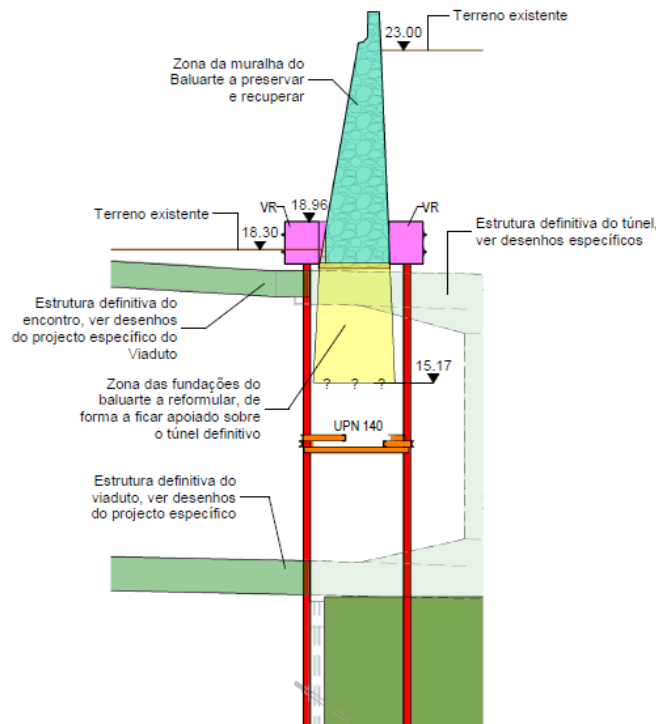 Terreno existente
23.00
Zona da muralha do
Baluarte a preservar
e recuperar
Terreno existente
18.30
VR
18.96
VR
Estrutura definitiva do túnel,
ver desenhos específicos
Estrutura definitiva do
encontro, ver desenhos
do projecto específico do
Viaduto
15.17
Zona das fundações do
baluarte a reformular, de
forma a ficar apoiado sobre
o túnel definitivo
? ? ?
UPN 140
Estrutura definitiva do
viaduto, ver desenhos
do projecto específico